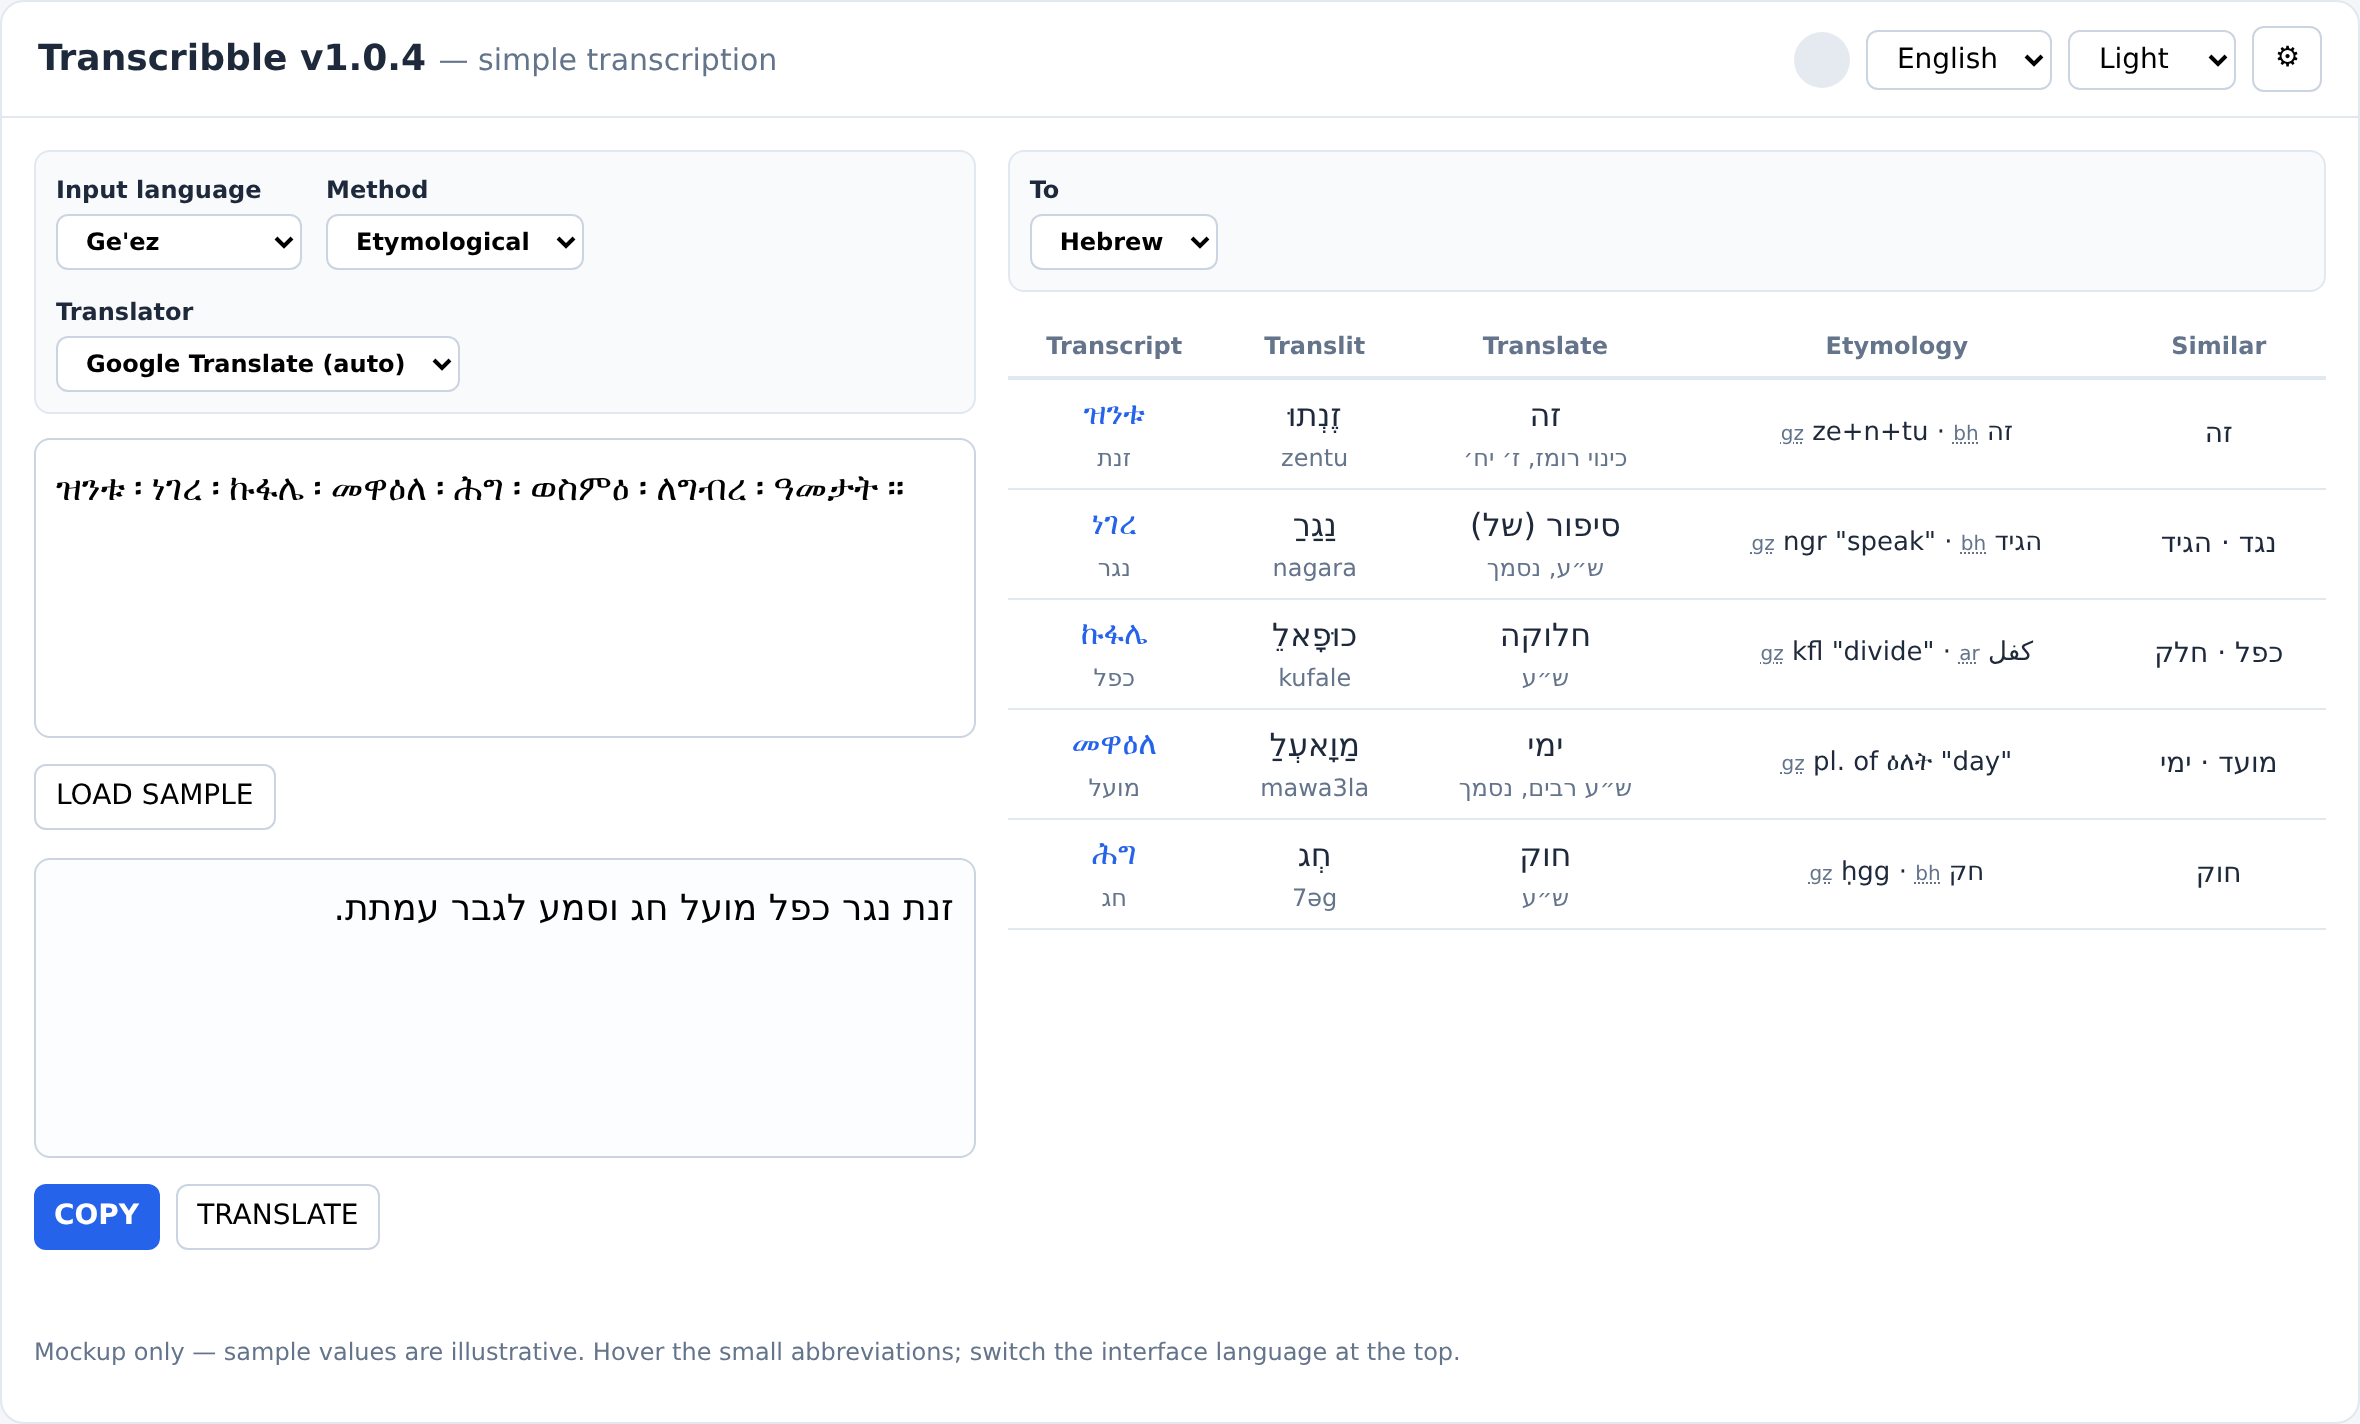 Transcribble v1.0.4 — simple transcription
English
Light
⚙
Input language
Method
Ge'ez
Etymological
Translator
Google Translate (auto)
ዝንቱ ፡ ነገረ ፡ ኩፋሌ ፡ መዋዕለ ፡ ሕግ ፡ ወስምዕ ፡ ለግብረ ፡ ዓመታት ።
LOAD SAMPLE
זנת נגר כפל מועל חג וסמע לגבר עמתת.
COPY
TRANSLATE
To
Hebrew
Transcript Translit Translate Etymology Similar
ዝንቱ זֶנְתוּ זה gz ze+n+tu · bh זה זה
זנת zentu כינוי רומז, ז׳ יח׳
ነገረ נַגַרַ סיפור (של) gz ngr "speak" · bh הגיד נגד · הגיד
נגר nagara ש״ע, נסמך
ኩፋሌ כוּפָאלֵ חלוקה gz kfl "divide" · ar كفل כפל · חלק
כפל kufale ש״ע
መዋዕለ מַוָאעְלַ ימי gz pl. of ዕለት "day" מועד · ימי
מועל mawa3la ש״ע רבים, נסמך
ሕግ חְג חוק gz ḥgg · bh חק חוק
חג 7əg ש״ע
Mockup only — sample values are illustrative. Hover the small abbreviations; switch the interface language at the top.